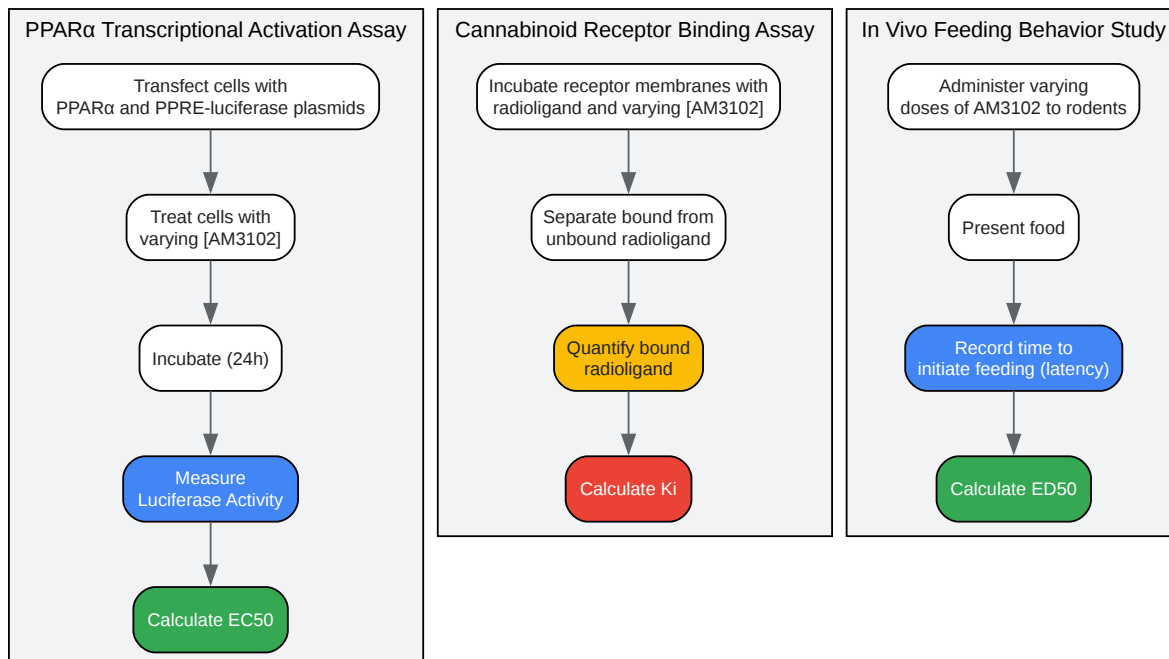 PPARα Transcriptional Activation Assay
Transfect cells with
PPARα and PPRE-luciferase plasmids
Treat cells with
varying [AM3102]
Incubate (24h)
Measure
Luciferase Activity
Calculate EC50
Cannabinoid Receptor Binding Assay
Incubate receptor membranes with
radioligand and varying [AM3102]
Separate bound from
unbound radioligand
Quantify bound
radioligand
Calculate Ki
In Vivo Feeding Behavior Study
Administer varying
doses of AM3102 to rodents
Present food
Record time to
initiate feeding (latency)
Calculate ED50